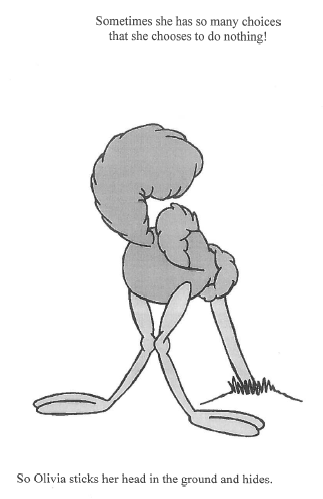 Sometimes she has so many choices
that she chooses to do nothing!
So Olivia sticks her head in the ground and hides.